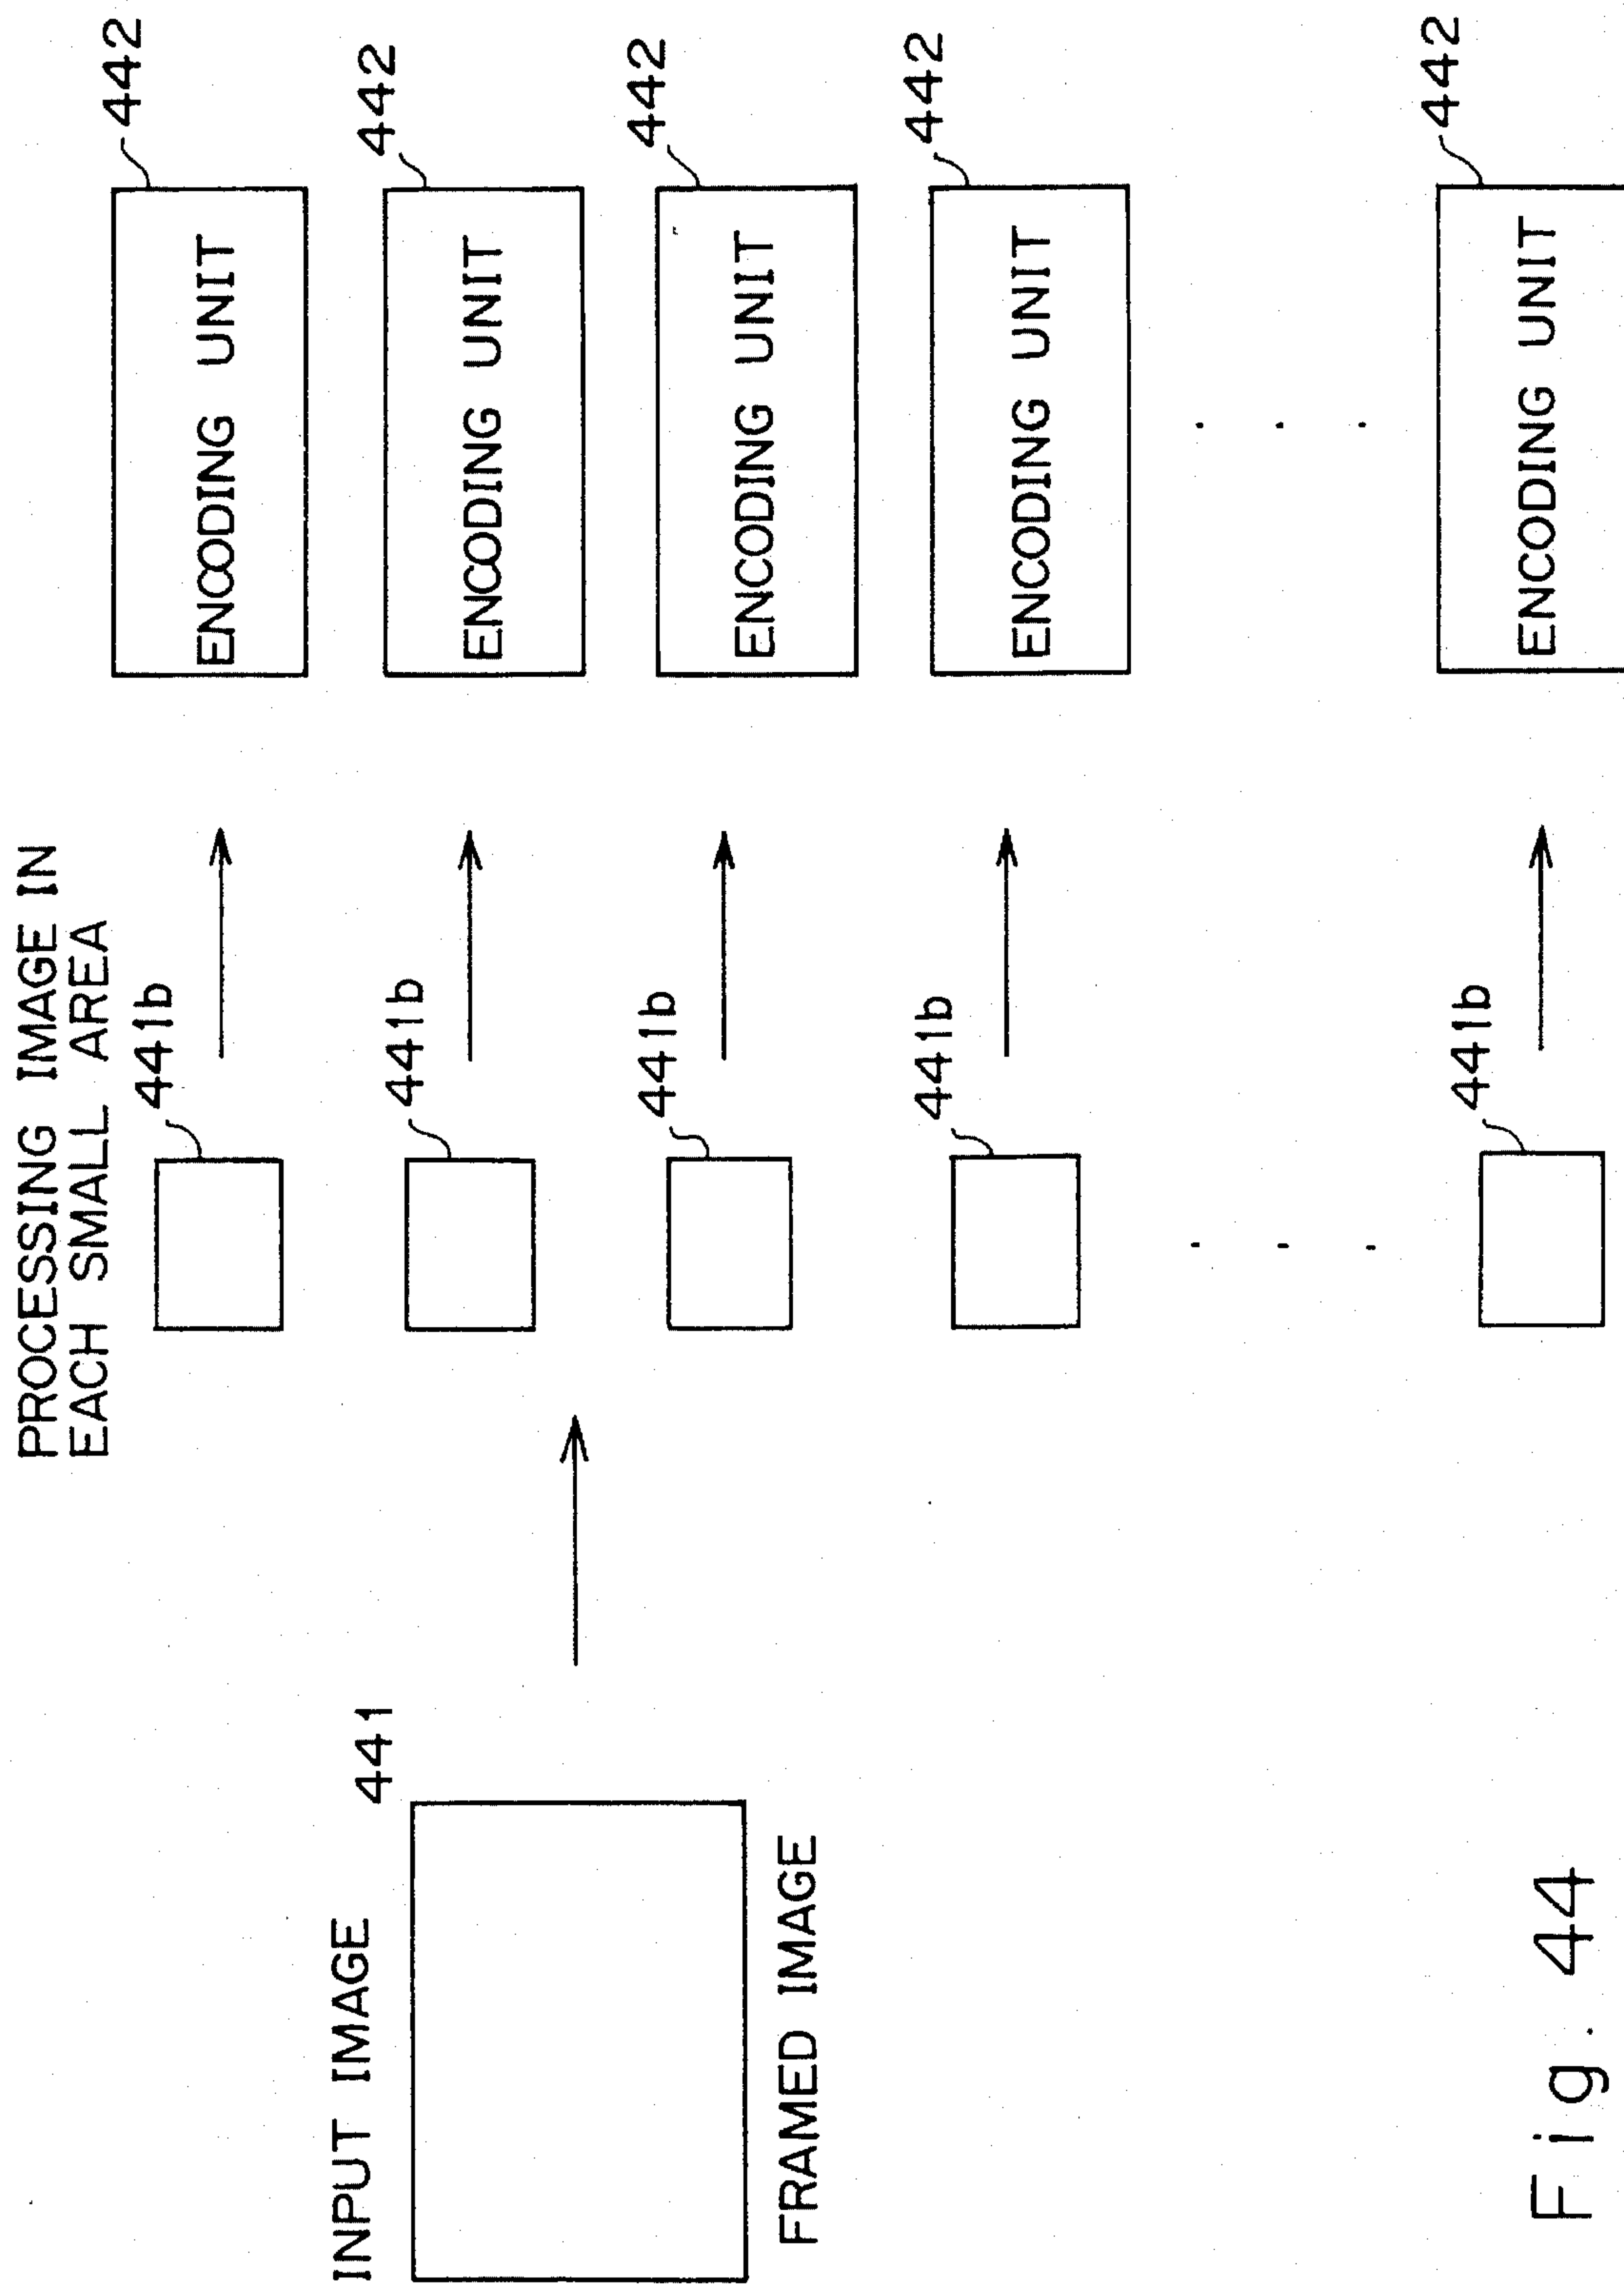 PROCESSING IMAGE IN
EACH SMALL AREA
INPUT IMAGE
441
FRAMED IMAGE
441b
441b
441b
441b
441b
442
ENCODING UNIT
442
ENCODING UNIT
442
ENCODING UNIT
442
ENCODING UNIT
442
ENCODING UNIT
Fig. 44